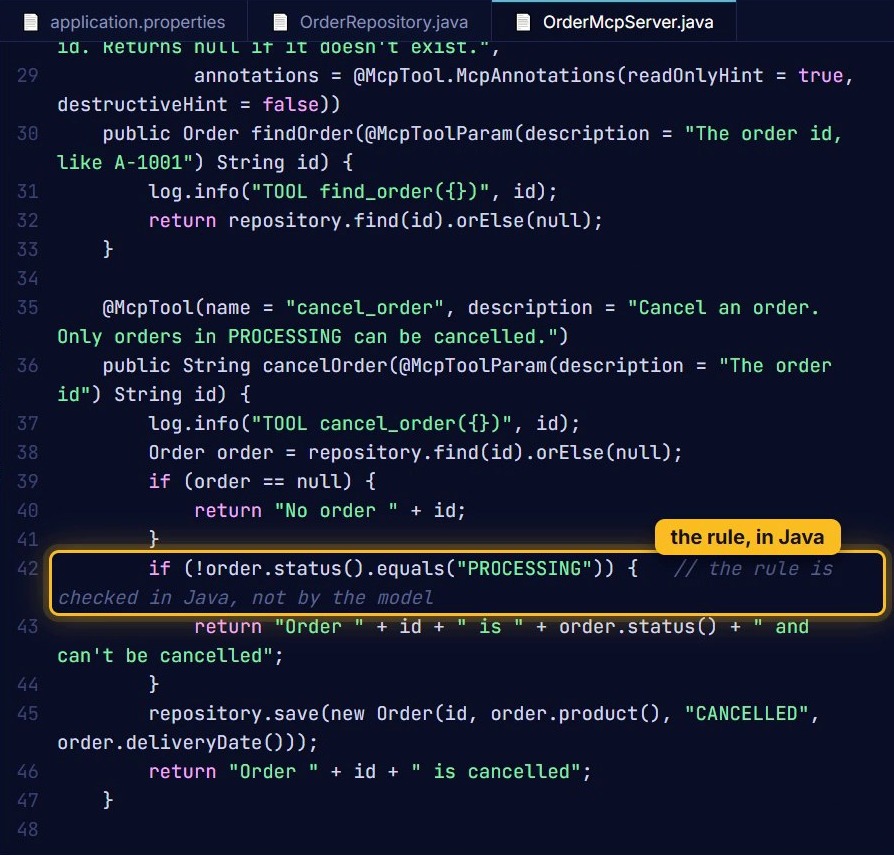 application.properties
OrderRepository.java
OrderMcpServer.java
id. Returns null if it doesn't exist.",
29 annotations = @McpTool.McpAnnotations(readOnlyHint = true,
destructiveHint = false))
30 public Order findOrder(@McpToolParam(description = "The order id,
like A-1001") String id) {
31 log.info("TOOL find_order({})", id);
32 return repository.find(id).orElse(null);
33 }
34
35 @McpTool(name = "cancel_order", description = "Cancel an order.
Only orders in PROCESSING can be cancelled.")
36 public String cancelOrder(@McpToolParam(description = "The order
id") String id) {
37 log.info("TOOL cancel_order({})", id);
38 Order order = repository.find(id).orElse(null);
39 if (order == null) {
40 return "No order " + id;
41 }
the rule, in Java
42 if (!order.status().equals("PROCESSING")) { // the rule is
checked in Java, not by the model
43 return "Order " + id + " is " + order.status() + " and
can't be cancelled";
44 }
45 repository.save(new Order(id, order.product(), "CANCELLED",
order.deliveryDate()));
46 return "Order " + id + " is cancelled";
47 }
48